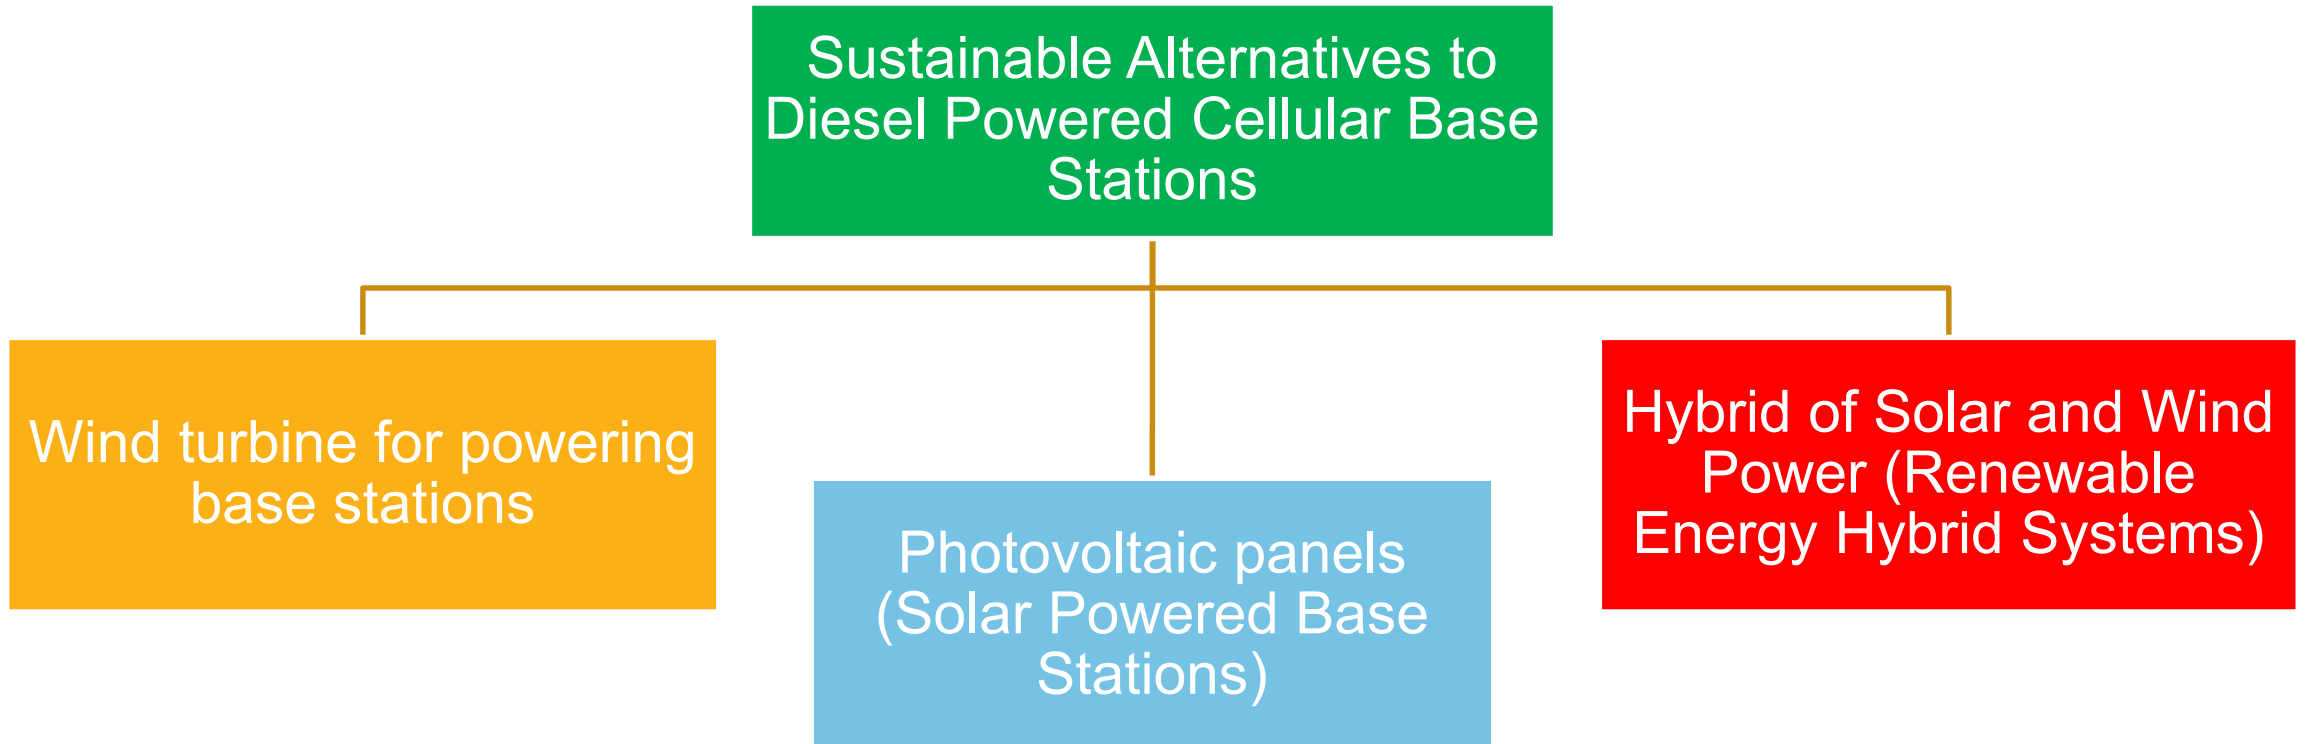 Sustainable Alternatives to
Diesel Powered Cellular Base
Stations
Wind turbine for powering
base stations
Photovoltaic panels
(Solar Powered Base
Stations)
Hybrid of Solar and Wind
Power (Renewable
Energy Hybrid Systems)